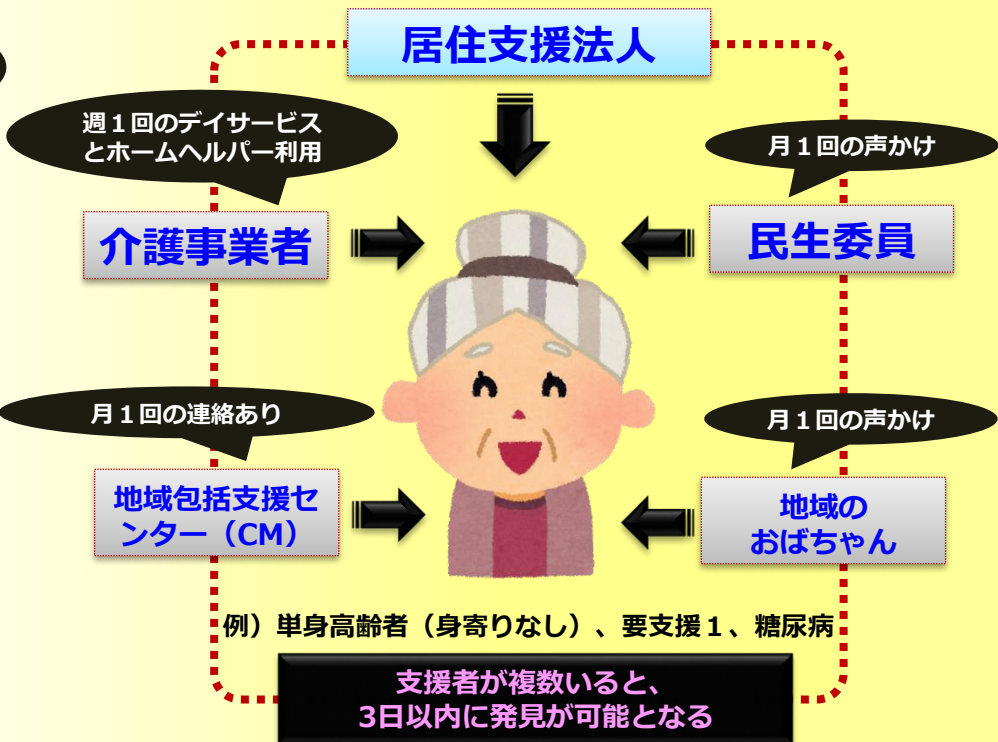 居住支援法人
週１回のデイサービス
とホームヘルパー利用
月１回の声かけ
介護事業者
民生委員
月１回の連絡あり
月１回の声かけ
地域包括支援セ
ンター（CM）
地域の
おばちゃん
例）単身高齢者（身寄りなし）、要支援１、糖尿病
支援者が複数いると、
3日以内に発見が可能となる